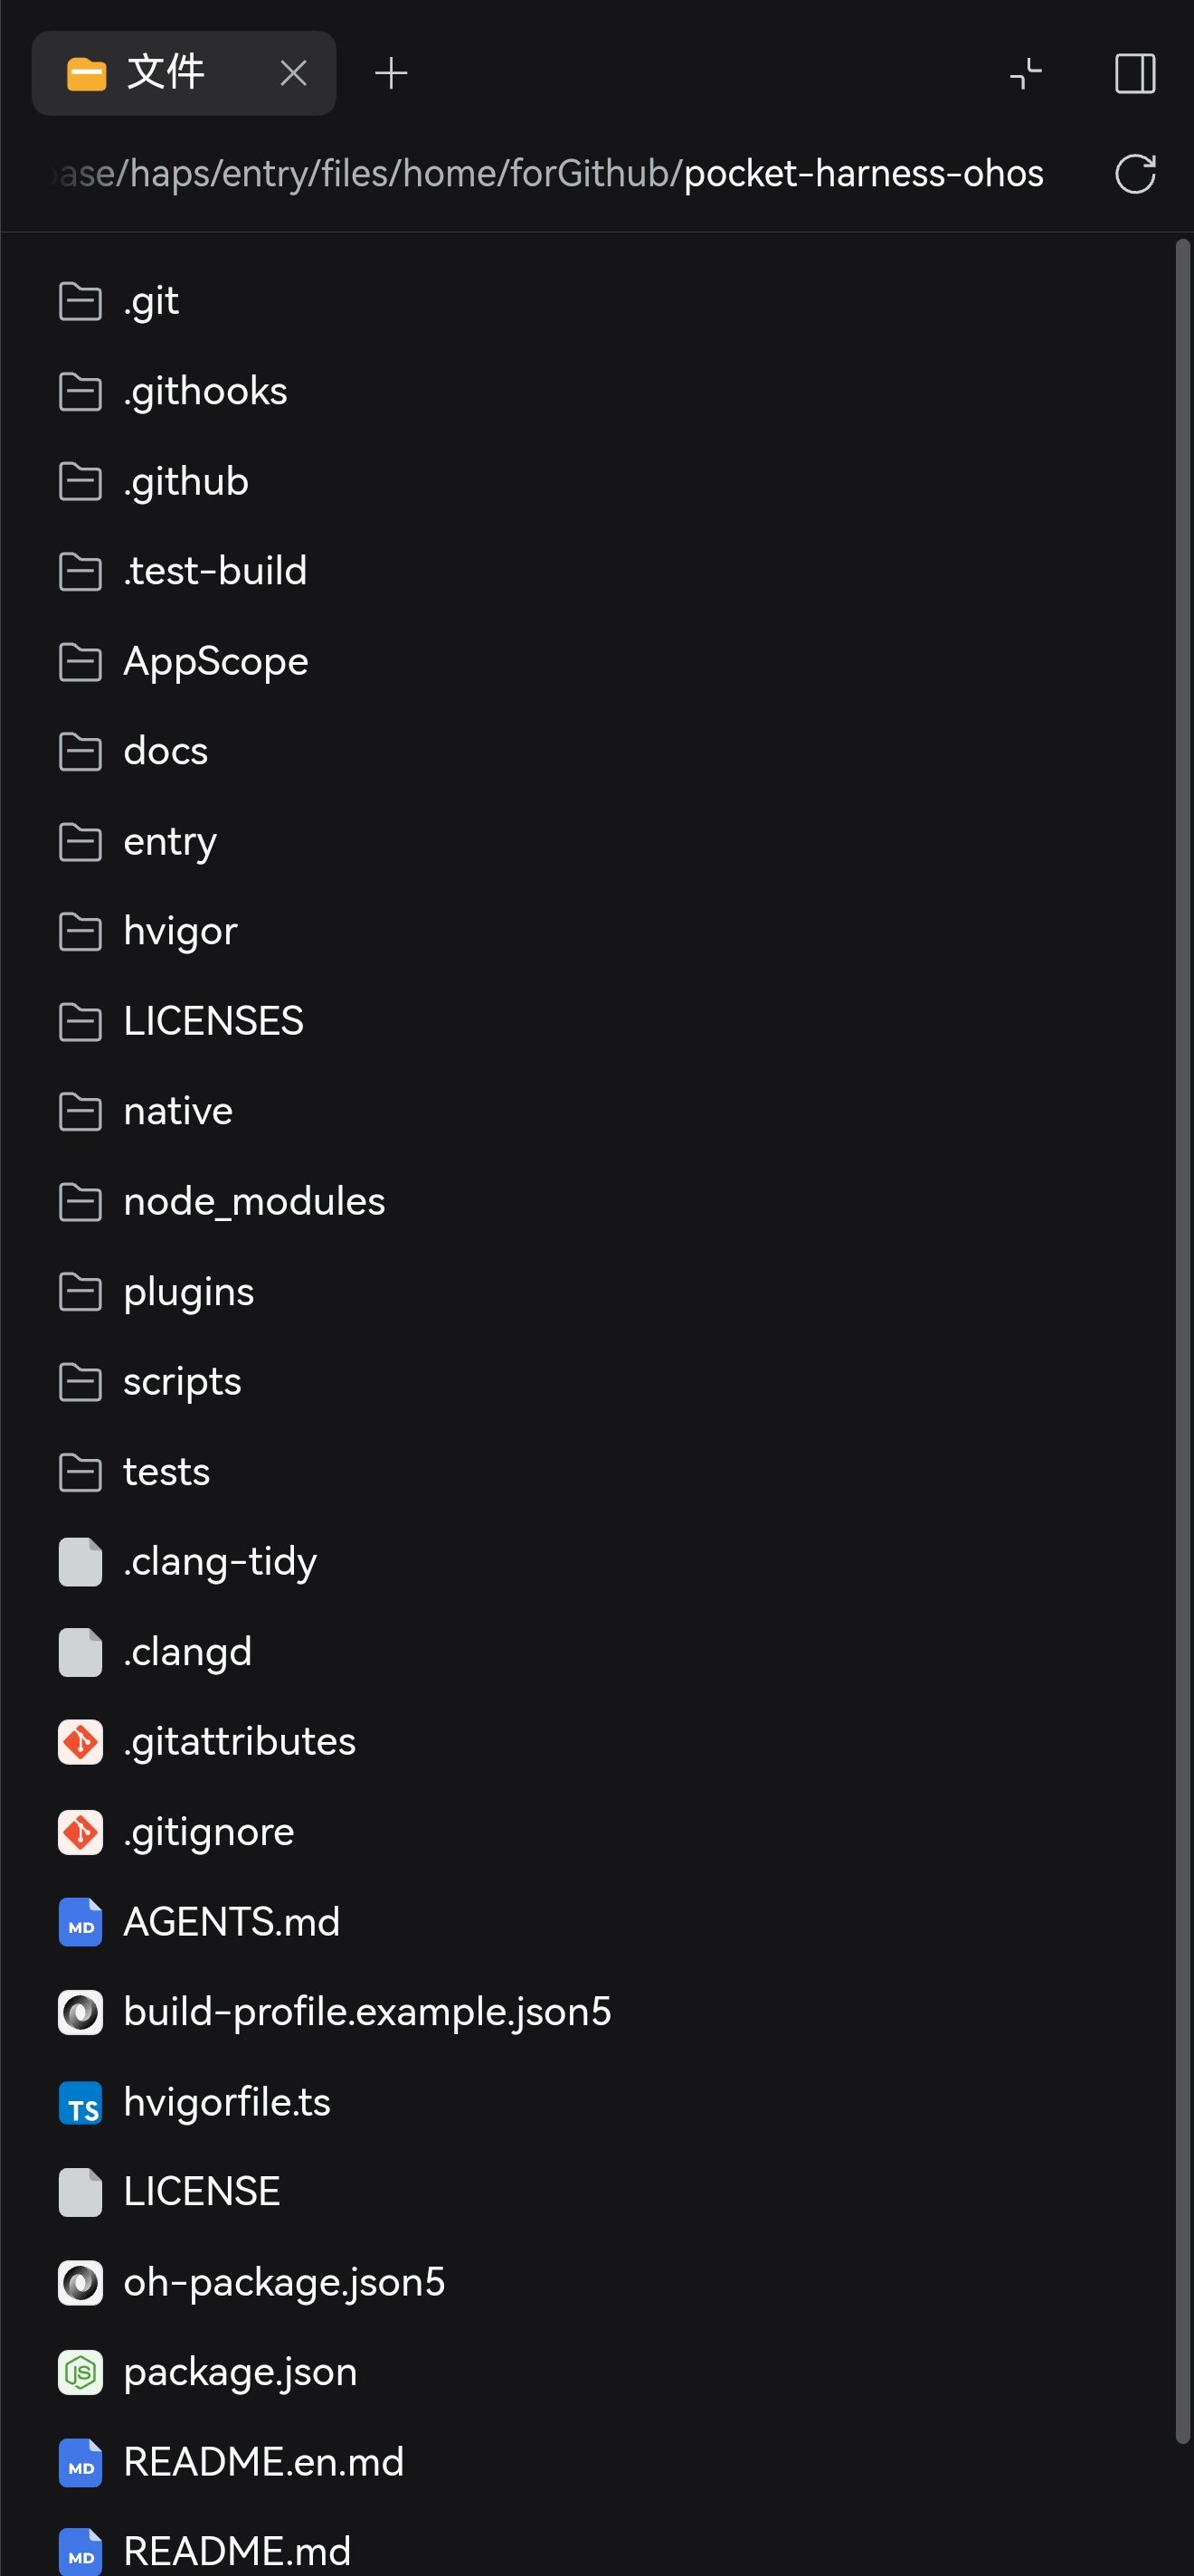 文件
ase/haps/entry/files/home/forGithub/pocket-harness-ohos
.git
.githooks
.github
.test-build
AppScope
docs
entry
hvigor
LICENSES
native
node_modules
plugins
scripts
tests
.clang-tidy
.clangd
.gitattributes
.gitignore
MD AGENTS.md
build-profile.example.json5
TS hvigorfile.ts
LICENSE
oh-package.json5
JS package.json
MD README.en.md
MD README.md